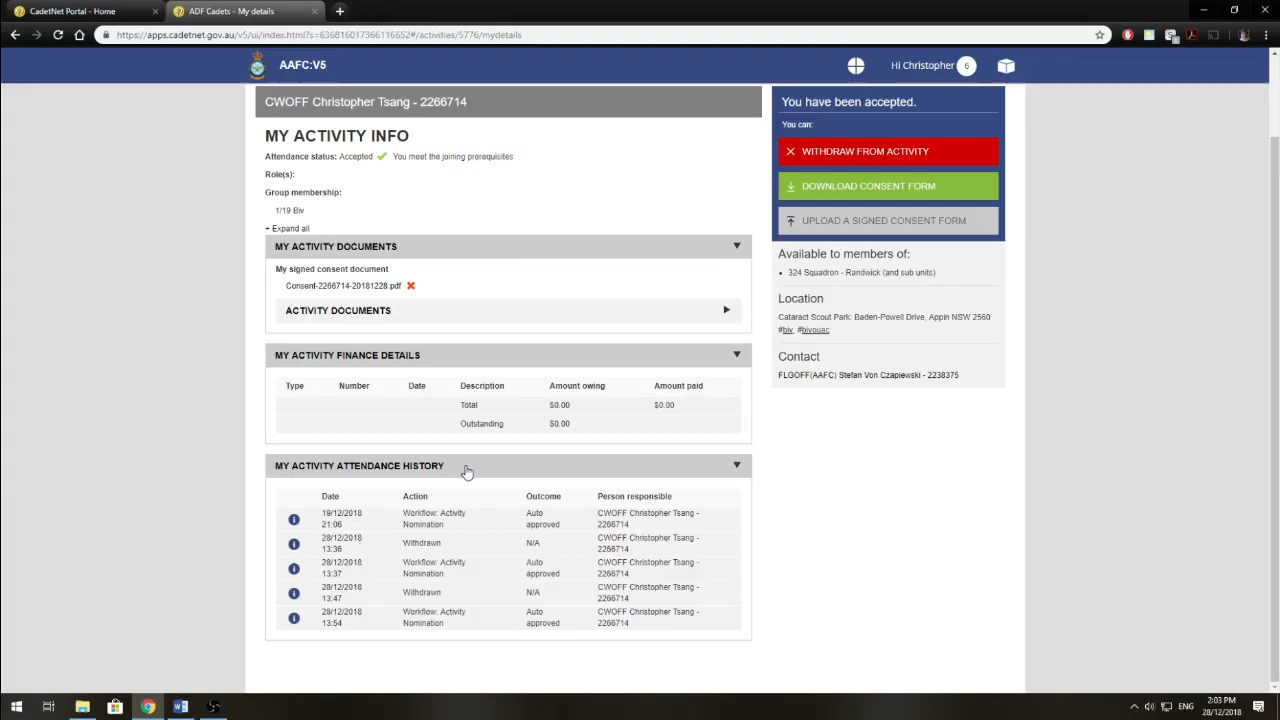 CadetNet Portal - Home
ADF Cadets - My details
https://apps.cadetnet.gov.au/v5/ui/index.html?s=636816017366116652#/activities/5776/mydetails
AAFC:V5
Hi Christopher 6
CWOFF Christopher Tsang - 2266714
MY ACTIVITY INFO
Attendance status: Accepted You meet the joining prerequisites
Role(s):
Group membership:
1/19 Biv
+ Expand all
MY ACTIVITY DOCUMENTS
My signed consent document
Consent-2266714-20181228.pdf
ACTIVITY DOCUMENTS
MY ACTIVITY FINANCE DETAILS
Type Number Date Description Amount owing Amount paid
Total $0.00 $0.00
Outstanding $0.00
MY ACTIVITY ATTENDANCE HISTORY
Date Action Outcome Person responsible
19/12/2018 Workflow: Activity Auto CWOFF Christopher Tsang -
21:06 Nomination approved 2266714
28/12/2018 Withdrawn N/A CWOFF Christopher Tsang -
13:36 2266714
28/12/2018 Workflow: Activity Auto CWOFF Christopher Tsang -
13:37 Nomination approved 2266714
28/12/2018 Withdrawn N/A CWOFF Christopher Tsang -
13:47 2266714
28/12/2018 Workflow: Activity Auto CWOFF Christopher Tsang -
13:54 Nomination approved 2266714
You have been accepted.
You can:
WITHDRAW FROM ACTIVITY
DOWNLOAD CONSENT FORM
UPLOAD A SIGNED CONSENT FORM
Available to members of:
324 Squadron - Randwick (and sub units)
Location
Cataract Scout Park: Baden-Powell Drive, Appin NSW 2560
#biv, #bivouac
Contact
FLGOFF(AAFC) Stefan Von Czapiewski - 2238375
ENG
2:03 PM
28/12/2018